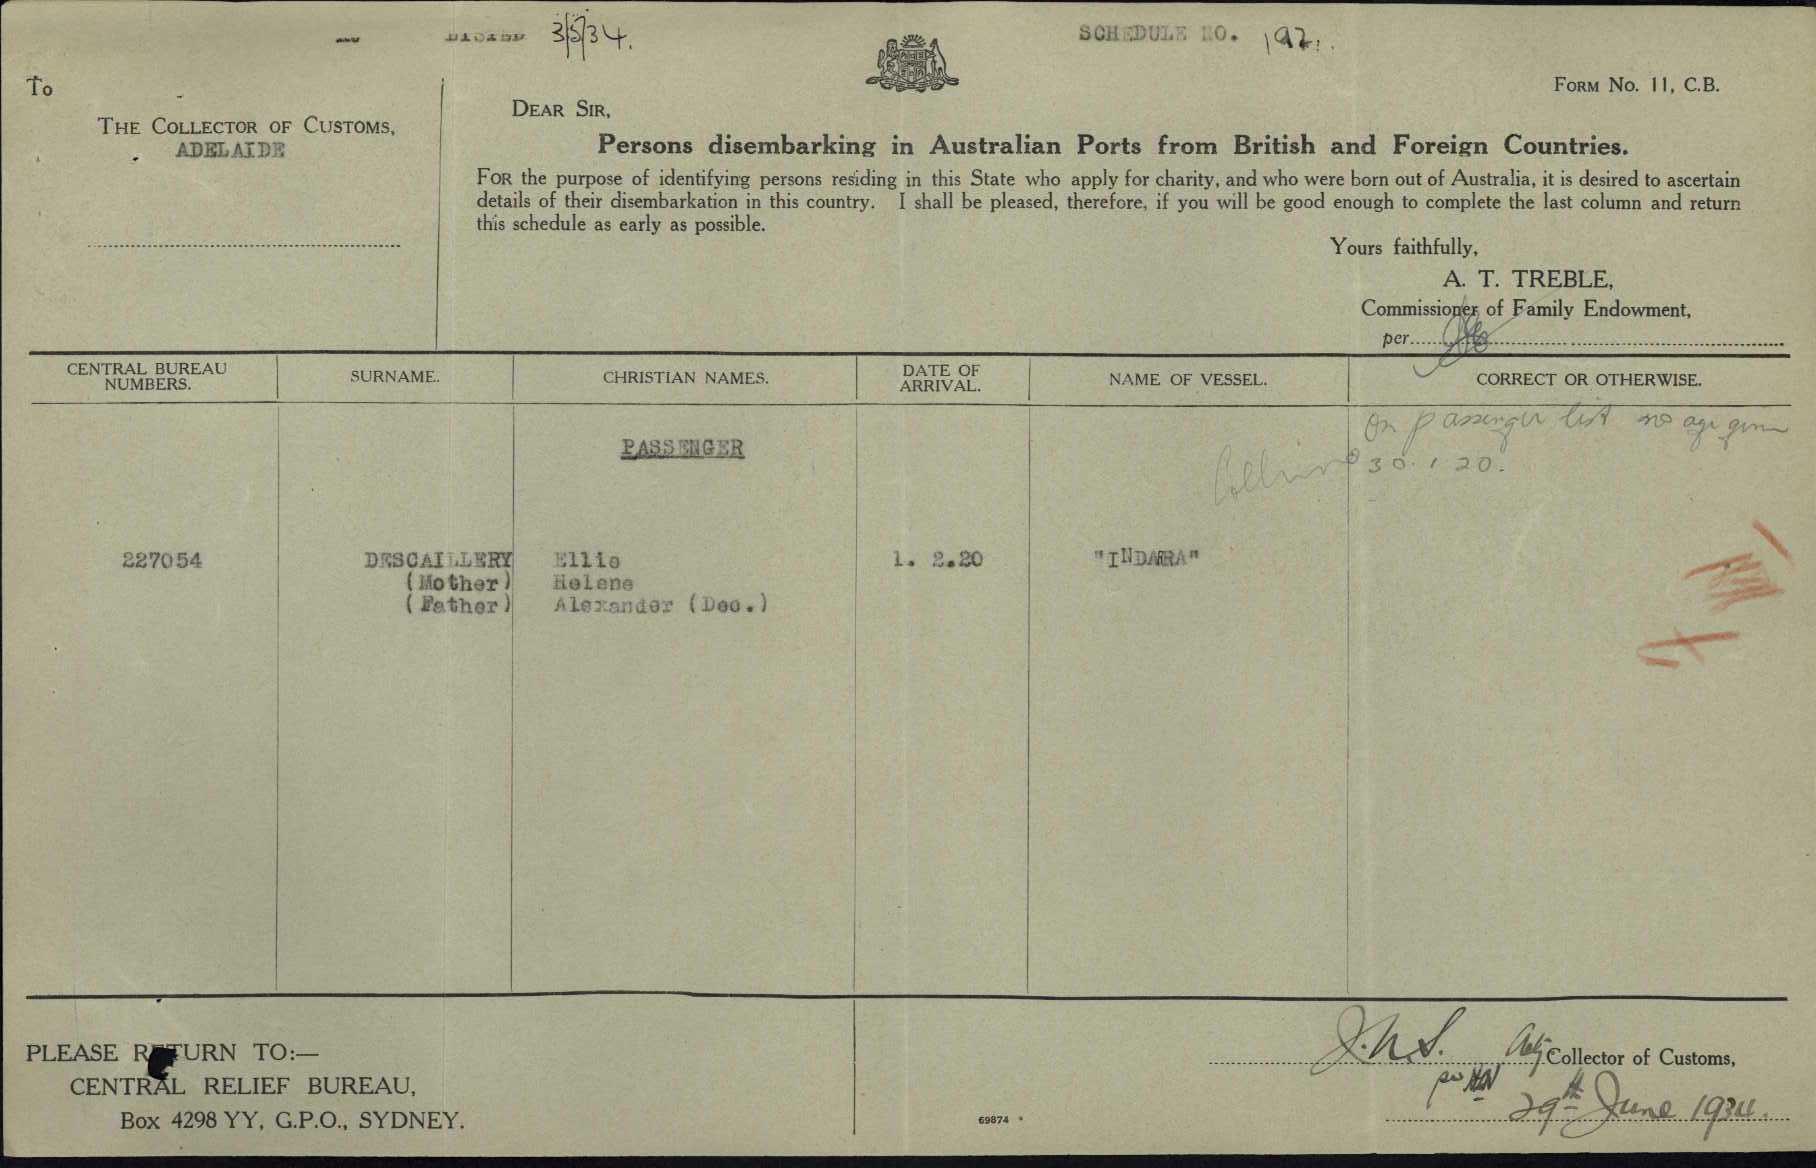 3/5/34.
SCHEDULE NO. 192.
To
FORM No. 11, C.B.
THE COLLECTOR OF CUSTOMS,
ADELAIDE
DEAR SIR,
Persons disembarking in Australian Ports from British and Foreign Countries.
FOR the purpose of identifying persons residing in this State who apply for charity, and who were born out of Australia, it is desired to ascertain
details of their disembarkation in this country. I shall be pleased, therefore, if you will be good enough to complete the last column and return
this schedule as early as possible.
Yours faithfully,
A. T. TREBLE,
Commissioner of Family Endowment,
per
CENTRAL BUREAU NUMBERS.
SURNAME.
CHRISTIAN NAMES.
DATE OF ARRIVAL.
NAME OF VESSEL.
CORRECT OR OTHERWISE.
On passenger list no age given
30.1.20.
PASSENGER
227054 DESCAILLERY Ellie 1. 2.20 "INDARRA"
(Mother) Helene
(Father) Alexander (Dec.)
PLEASE RETURN TO:—
CENTRAL RELIEF BUREAU,
Box 4298 YY, G.P.O., SYDNEY.
69874
J.N.S. Actg Collector of Customs,
per
29th June 1934.